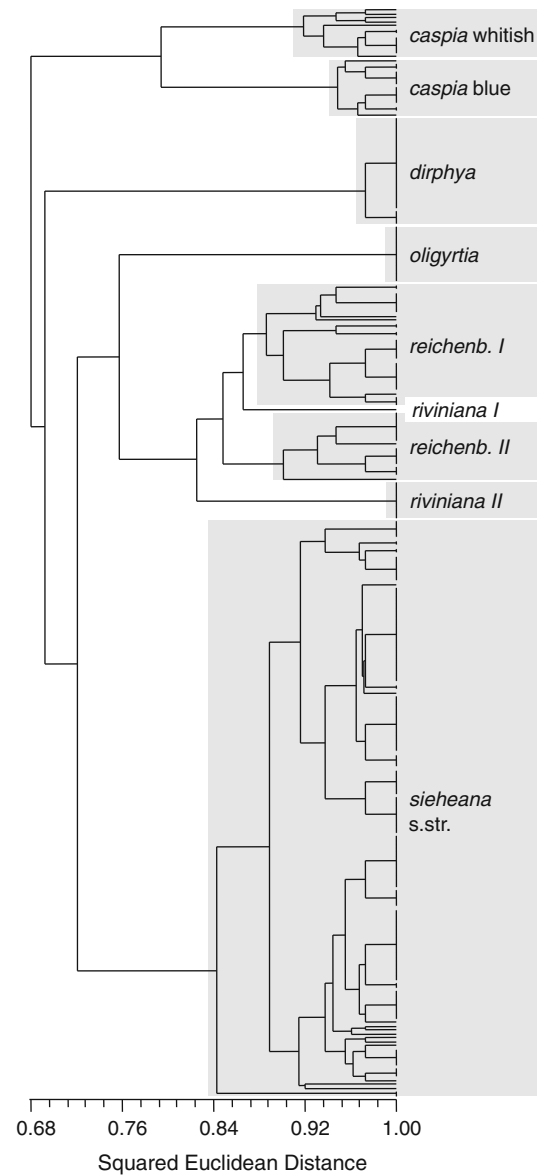 caspia whitish
caspia blue
dirphya
oligyrtia
reichenb. I
riviniana I
reichenb. II
riviniana II
sieheana
s.str.
0.68 0.76 0.84 0.92 1.00
Squared Euclidean Distance